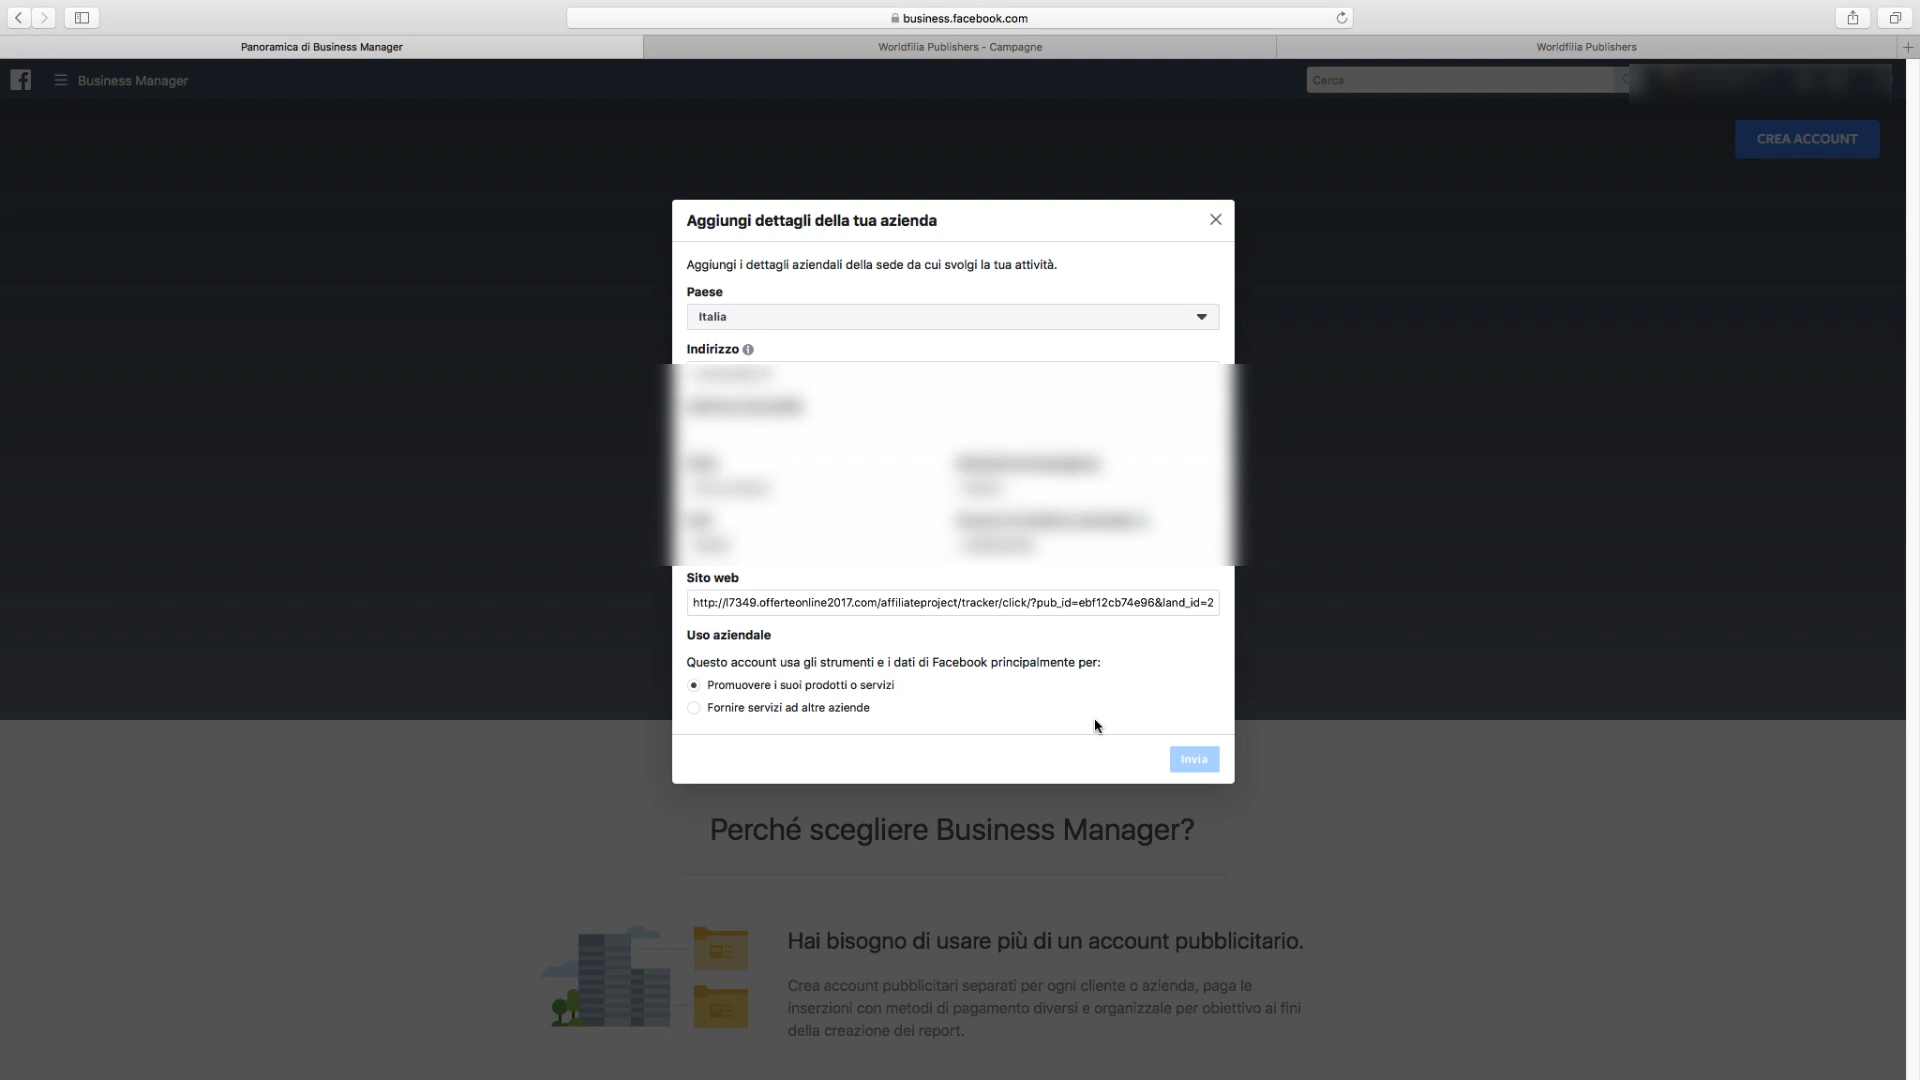 business.facebook.com
Panoramica di Business Manager
Worldfilia Publishers - Campagne
Worldfilia Publishers
Business Manager
Cerca
CREA ACCOUNT
Aggiungi dettagli della tua azienda
Aggiungi i dettagli aziendali della sede da cui svolgi la tua attività.
Paese
Italia
Indirizzo
Sito web
http://l7349.offerteonline2017.com/affiliateproject/tracker/click/?pub_id=ebf12cb74e96&land_id=2
Uso aziendale
Questo account usa gli strumenti e i dati di Facebook principalmente per:
Promuovere i suoi prodotti o servizi
Fornire servizi ad altre aziende
Invia
Perché scegliere Business Manager?
Hai bisogno di usare più di un account pubblicitario.
Crea account pubblicitari separati per ogni cliente o azienda, paga le
inserzioni con metodi di pagamento diversi e organizzale per obiettivo ai fini
della creazione dei report.